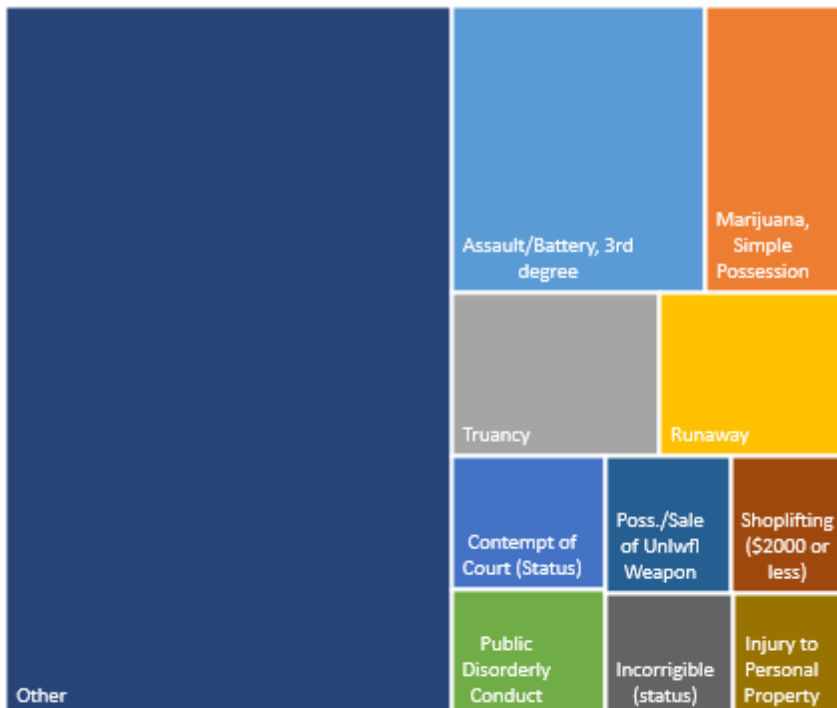 Other
Assault/Battery, 3rd
degree
Marijuana,
Simple
Possession
Truancy
Runaway
Contempt of
Court (Status)
Poss./Sale
of Unlwfl
Weapon
Shoplifting
($2000 or
less)
Public
Disorderly
Conduct
Incorrigible
(status)
Injury to
Personal
Property